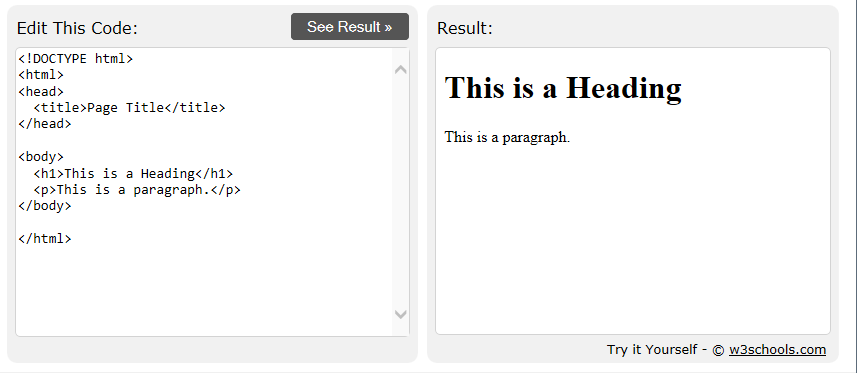 Edit This Code:
See Result »
<!DOCTYPE html>
<html>
<head>
  <title>Page Title</title>
</head>

<body>
  <h1>This is a Heading</h1>
  <p>This is a paragraph.</p>
</body>

</html>
Result:
This is a Heading
This is a paragraph.
Try it Yourself - © w3schools.com